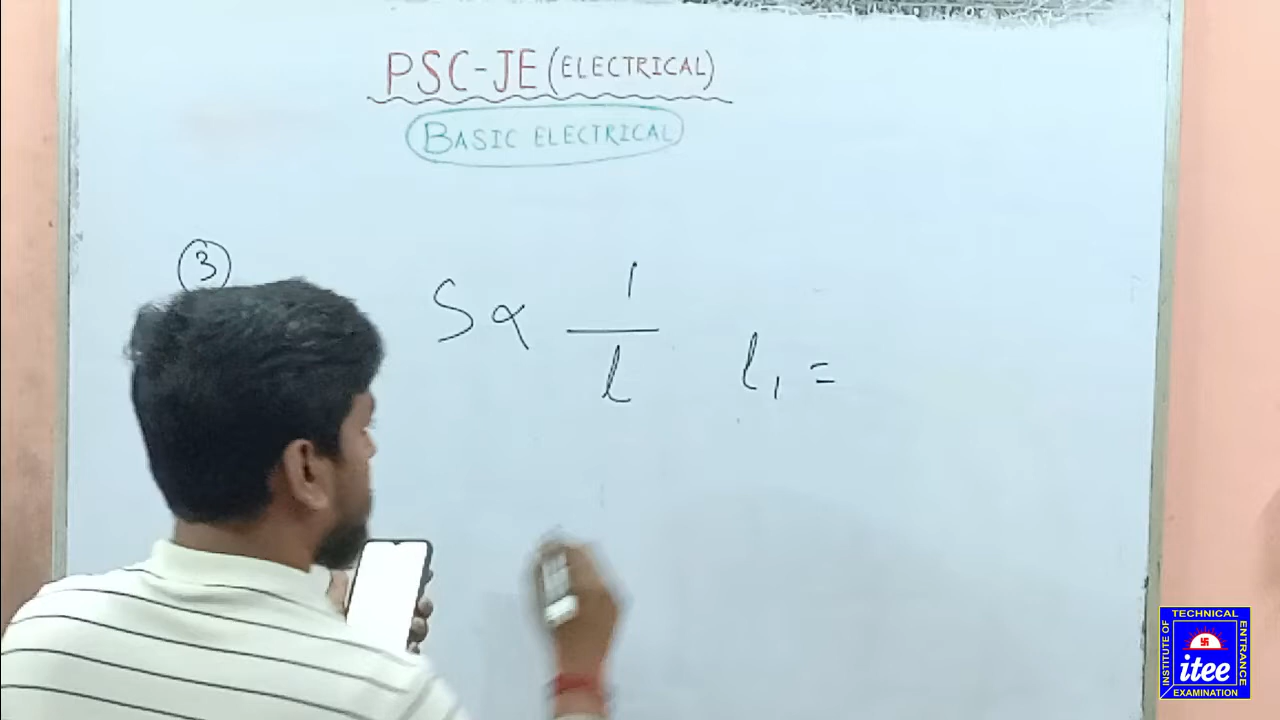 PSC-JE (ELECTRICAL)
BASIC ELECTRICAL
3
S ∝ 1/l
l₁ =
INSTITUTE OF
TECHNICAL
ENTRANCE
EXAMINATION
itee